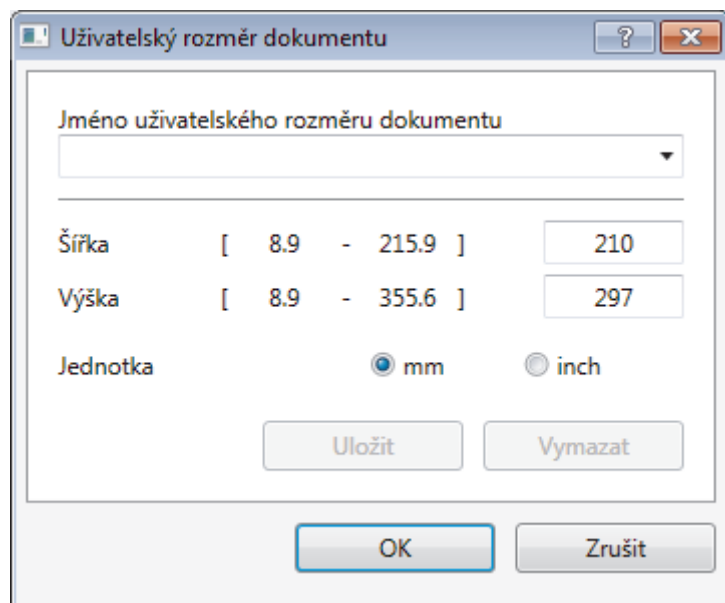 Uživatelský rozměr dokumentu
Jméno uživatelského rozměru dokumentu
Šířka [ 8.9 - 215.9 ] 210
Výška [ 8.9 - 355.6 ] 297
Jednotka mm inch
Uložit Vymazat
OK Zrušit